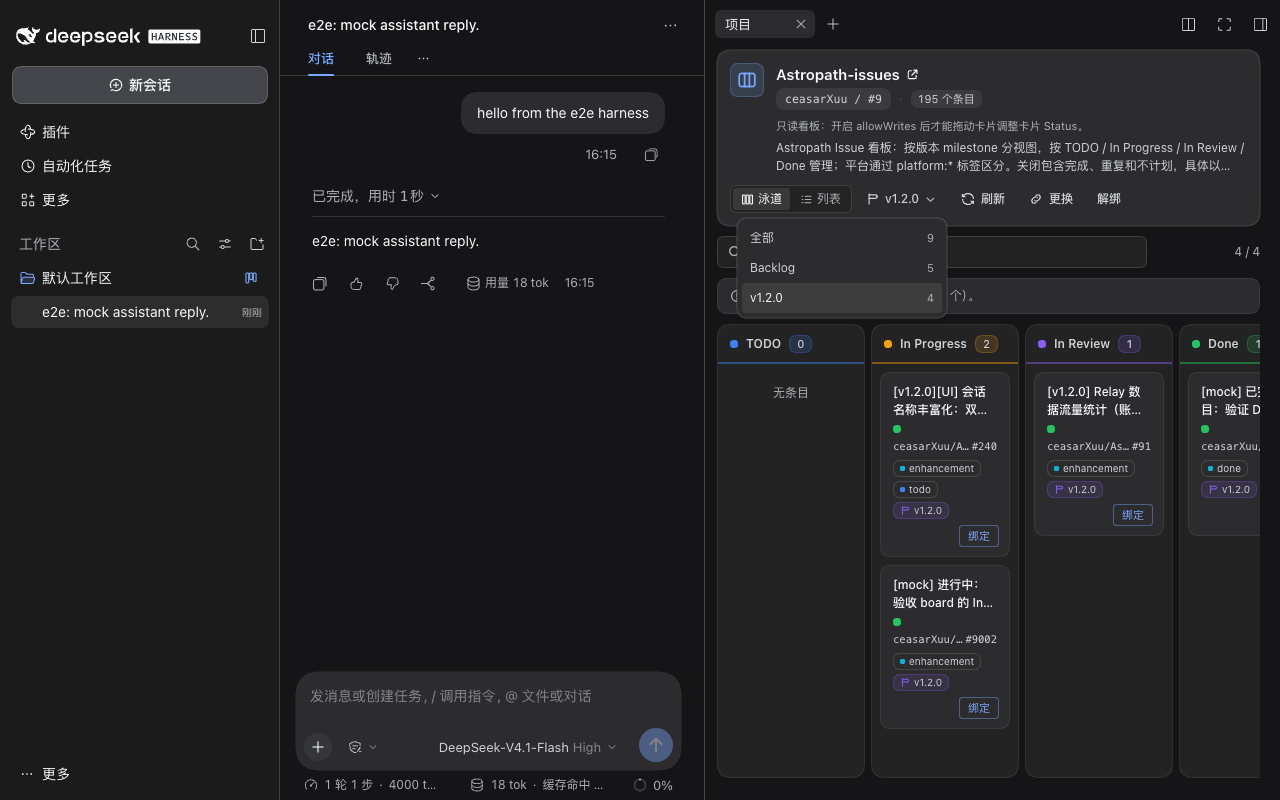 deepseek HARNESS
新会话
插件
自动化任务
更多
工作区
默认工作区
e2e: mock assistant reply. 刚刚
更多
e2e: mock assistant reply.
对话 轨迹
hello from the e2e harness
16:15
已完成，用时 1 秒
e2e: mock assistant reply.
用量 18 tok 16:15
发消息或创建任务, / 调用指令, @ 文件或对话
DeepSeek-V4.1-Flash High
1 轮 1 步 · 4000 t...
18 tok · 缓存命中 ...
0%
项目
Astropath-issues
ceasarXuu / #9 · 195 个条目
只读看板：开启 allowWrites 后才能拖动卡片调整卡片 Status。
Astropath Issue 看板：按版本 milestone 分视图，按 TODO / In Progress / In Review /
Done 管理；平台通过 platform:* 标签区分。关闭包含完成、重复和不计划，具体以...
泳道 列表 v1.2.0 刷新 更换 解绑
全部 9
Backlog 5
v1.2.0 4
4 / 4
个）。
TODO 0
无条目
In Progress 2
[v1.2.0][UI] 会话
名称丰富化：双...
ceasarXuu/A... #240
enhancement
todo
v1.2.0
绑定
[mock] 进行中：
验收 board 的 In...
ceasarXuu/... #9002
enhancement
v1.2.0
绑定
In Review 1
[v1.2.0] Relay 数
据流量统计（账...
ceasarXuu/As... #91
enhancement
v1.2.0
绑定
Done 1
[mock] 已
目：验证 D
ceasarXuu/
done
v1.2.0